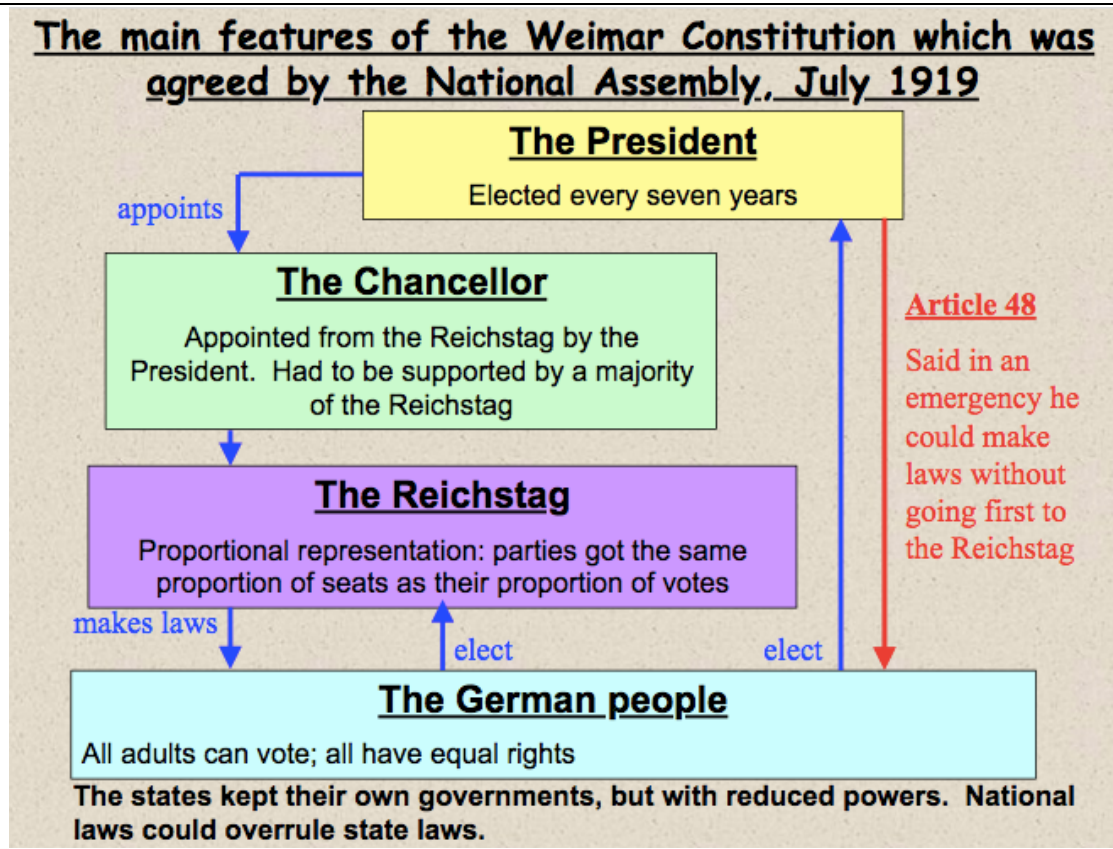 The main features of the Weimar Constitution which was
agreed by the National Assembly, July 1919
The President
Elected every seven years
appoints
The Chancellor
Appointed from the Reichstag by the
President. Had to be supported by a majority
of the Reichstag
Article 48
Said in an
emergency he
could make
laws without
going first to
the Reichstag
The Reichstag
Proportional representation: parties got the same
proportion of seats as their proportion of votes
makes laws
elect
elect
The German people
All adults can vote; all have equal rights
The states kept their own governments, but with reduced powers. National
laws could overrule state laws.